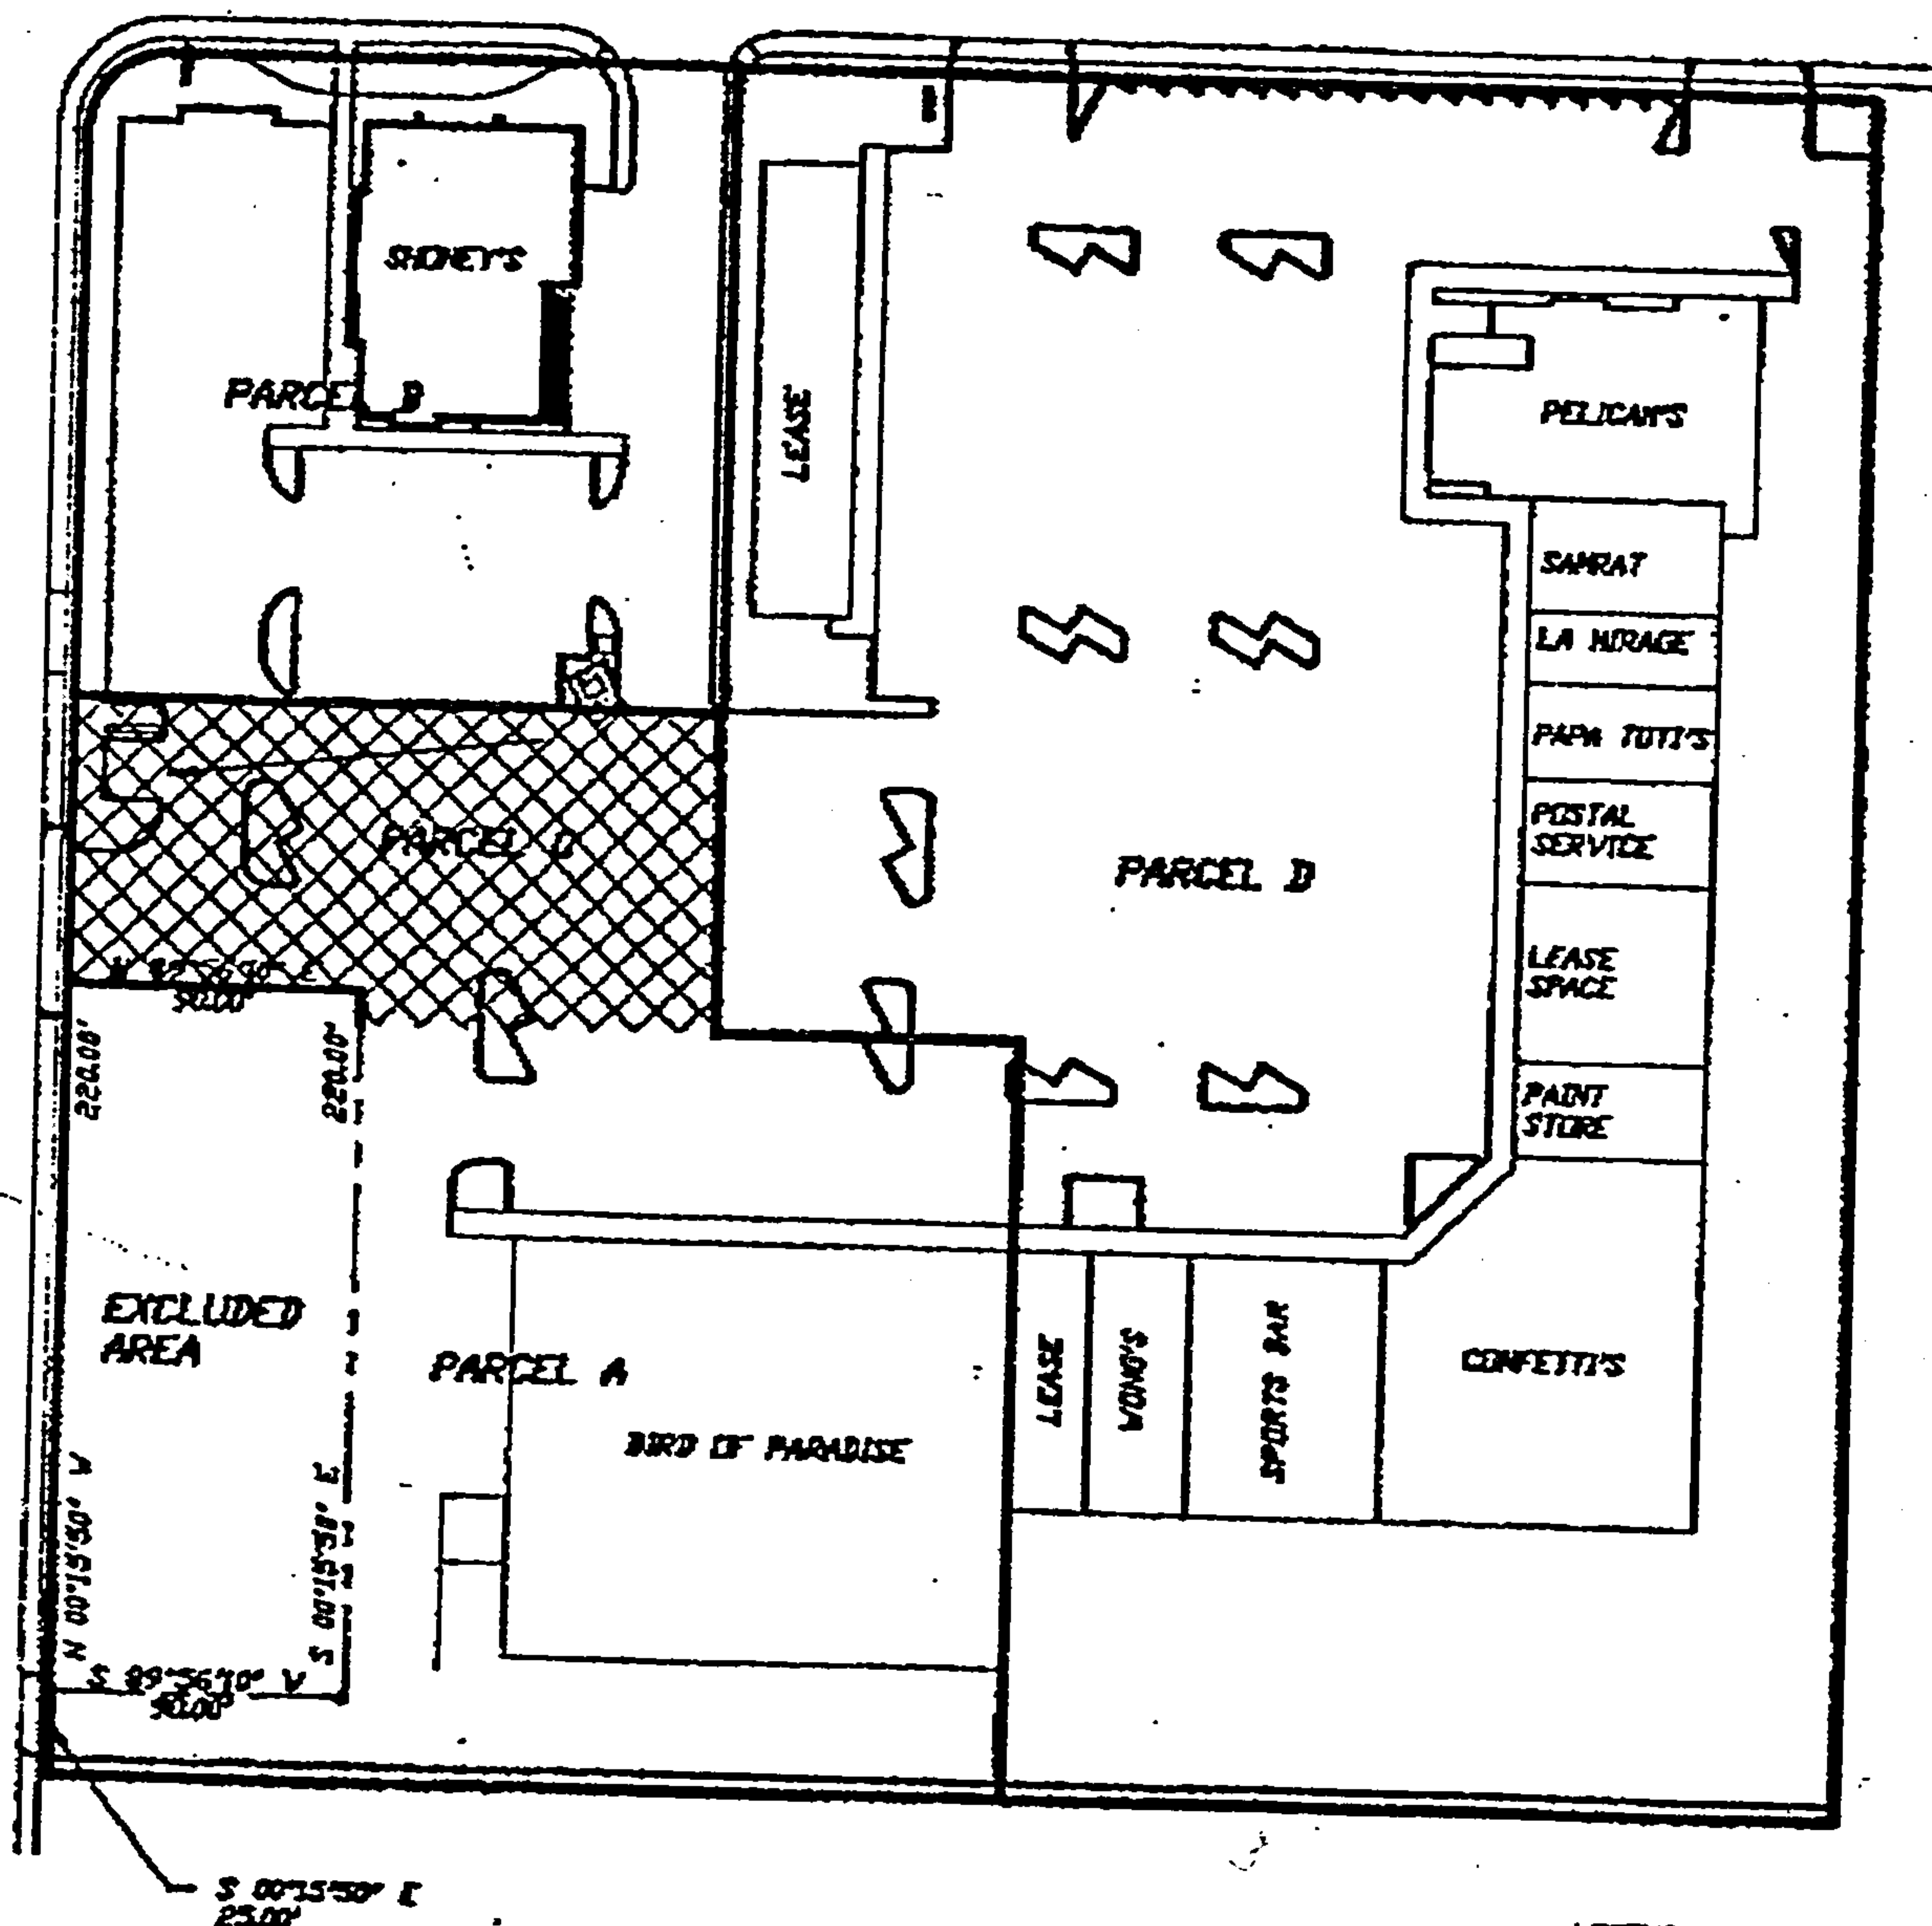 SHONEY'S
PARCEL B
LEASE
PELICAN'S
SAMRAT
LA MIRAGE
PAPA TUTI'S
POSTAL
SERVICE
PARCEL
PARCEL D
LEASE
SPACE
PAINT
STORE
220.00'
220.00'
EXCLUDED
AREA
PARCEL A
BIRD OF PARADISE
LEASE
WONG'S
SPORTS BAR
CONFETTI'S
N 00°15'50" W
S 00°15'50" E
S 89°56'10" W
90.00'
S 00°15'50" E
25.00'